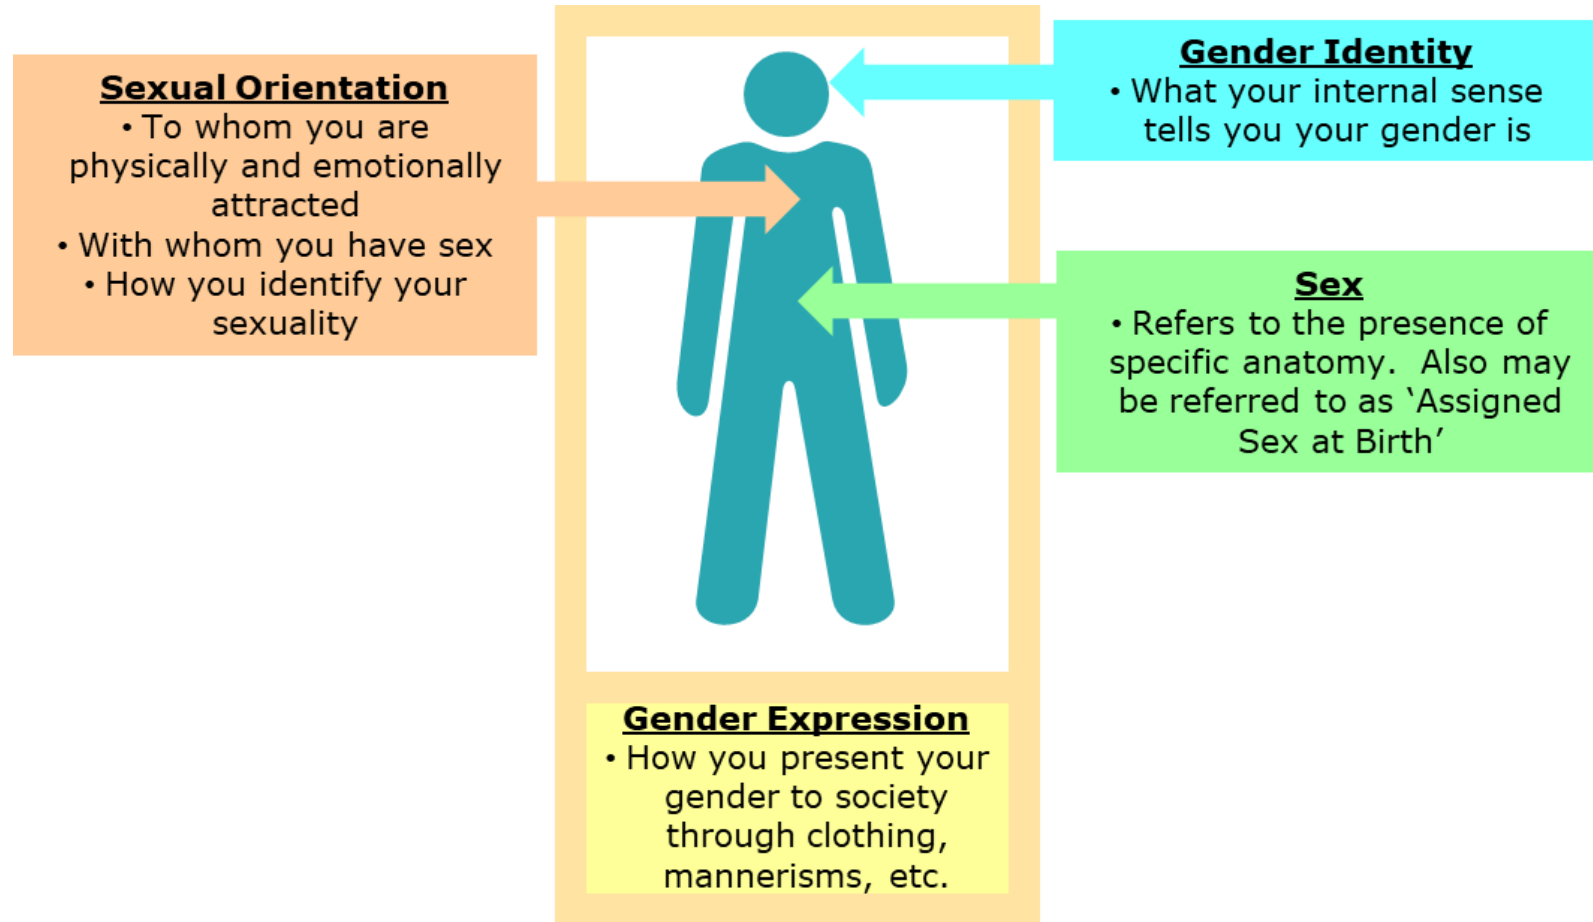 Sexual Orientation
• To whom you are
physically and emotionally
attracted
• With whom you have sex
• How you identify your
sexuality
Gender Identity
• What your internal sense
tells you your gender is
Sex
• Refers to the presence of
specific anatomy.  Also may
be referred to as ‘Assigned
Sex at Birth’
Gender Expression
• How you present your
gender to society
through clothing,
mannerisms, etc.